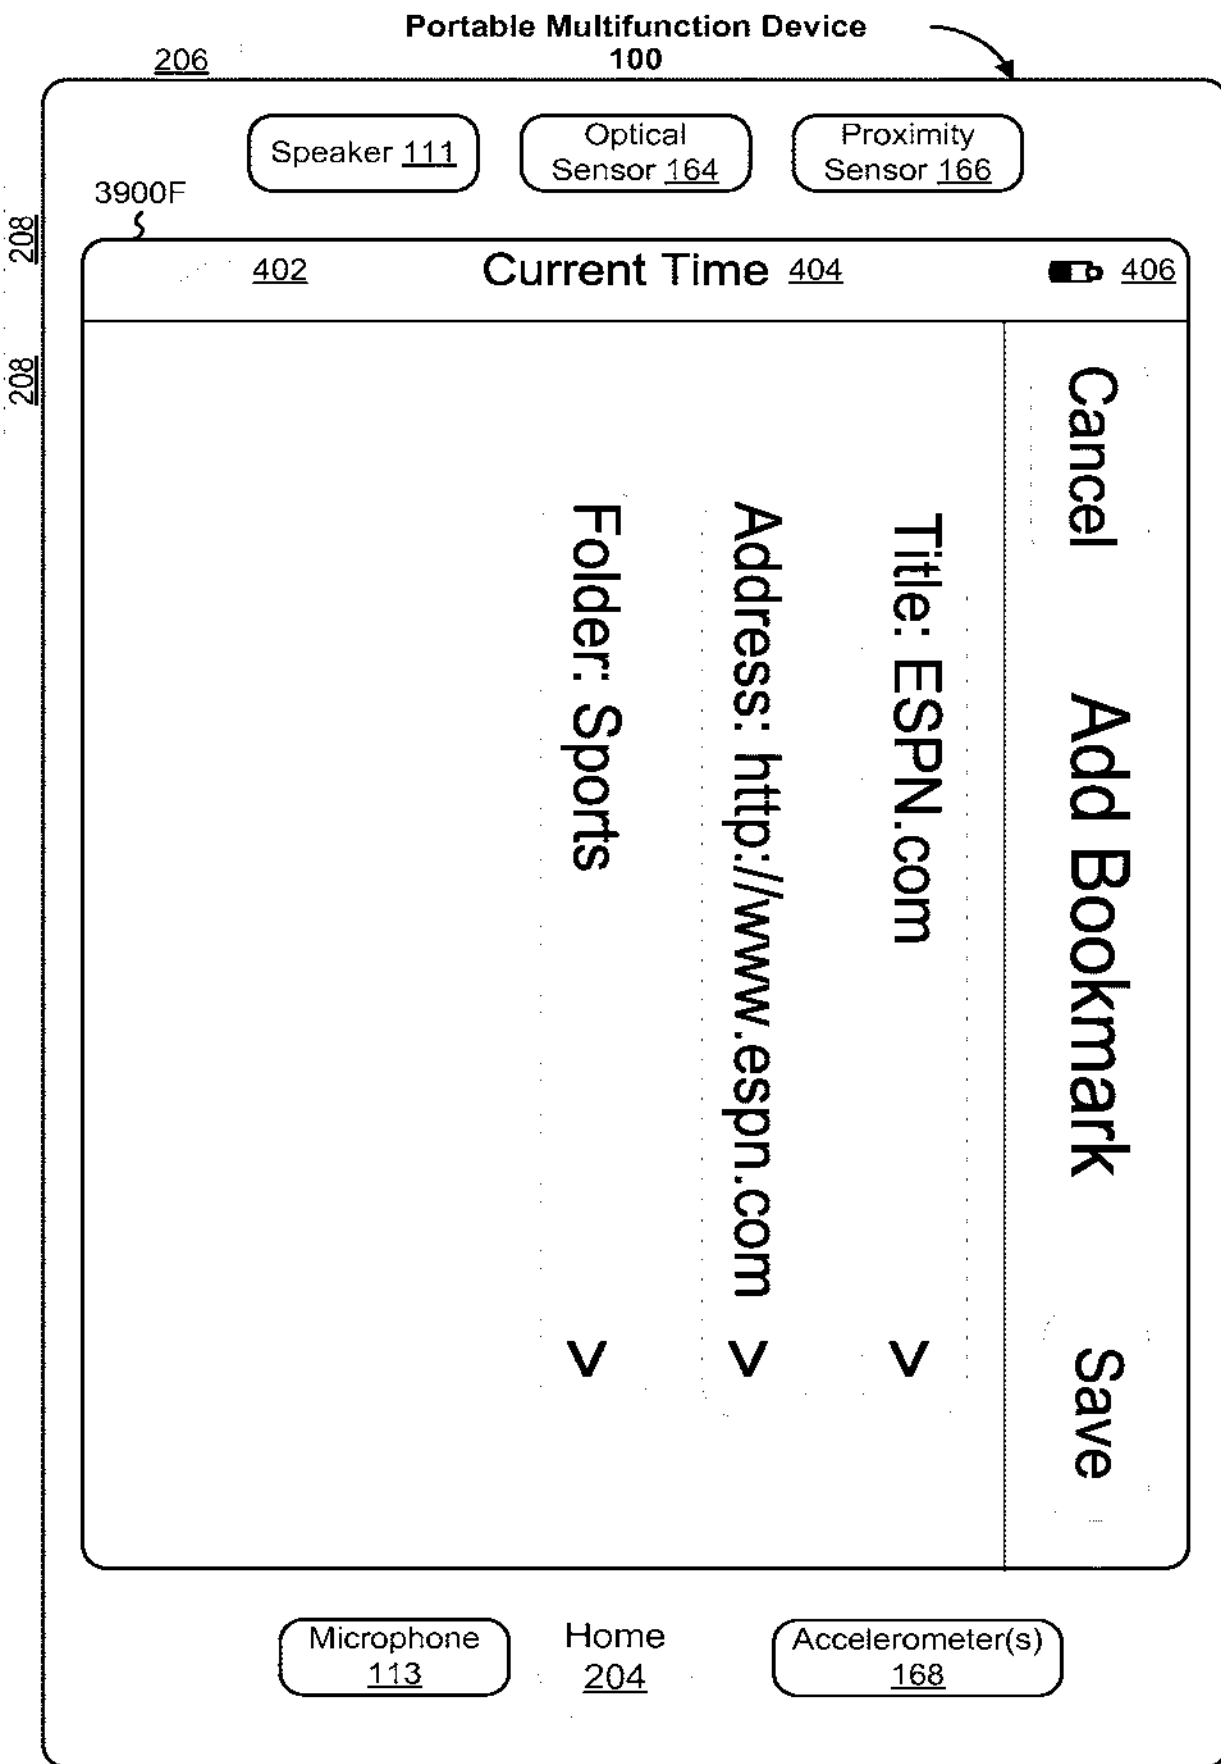 Portable Multifunction Device
100
206
Speaker 111
Optical
Sensor 164
Proximity
Sensor 166
3900F
208
208
402
Current Time 404
406
Cancel
Add Bookmark
Save
Title: ESPN.com
>
Address: http://www.espn.com
>
Folder: Sports
>
Microphone
113
Home
204
Accelerometer(s)
168